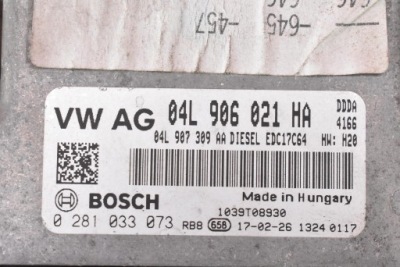 -645
-457
VW AG 04L 906 021 HA DDDA
4166
04L 907 309 AA DIESEL EDC17C64 HW: H20
BOSCH
Made in Hungary
1039T08930
0 281 033 073 RB8 658 17-02-26 1324 0117